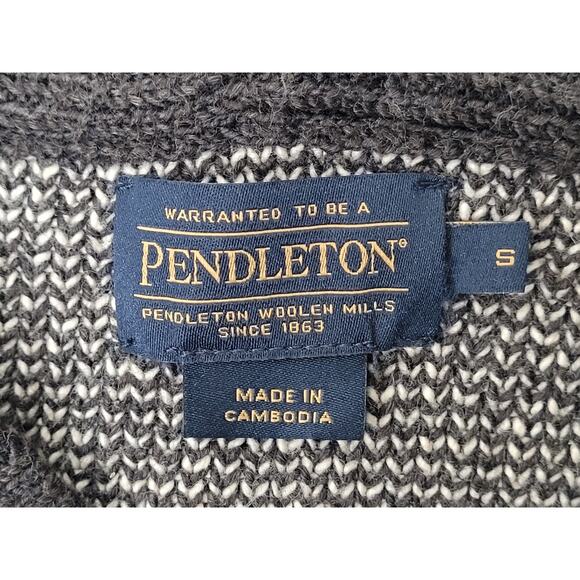 WARRANTED TO BE A
PENDLETON®
PENDLETON WOOLEN MILLS
SINCE 1863
S
MADE IN
CAMBODIA